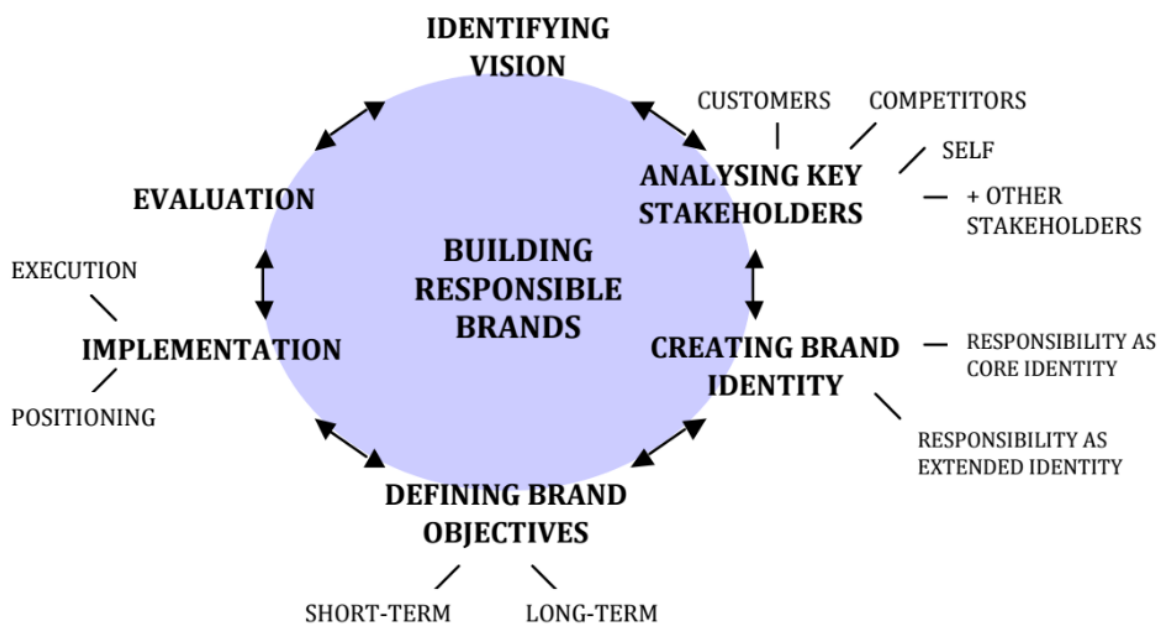 IDENTIFYING
VISION
CUSTOMERS
COMPETITORS
SELF
ANALYSING KEY
STAKEHOLDERS
+ OTHER
STAKEHOLDERS
EVALUATION
BUILDING
RESPONSIBLE
BRANDS
EXECUTION
IMPLEMENTATION
POSITIONING
CREATING BRAND
IDENTITY
RESPONSIBILITY AS
CORE IDENTITY
RESPONSIBILITY AS
EXTENDED IDENTITY
DEFINING BRAND
OBJECTIVES
SHORT-TERM
LONG-TERM